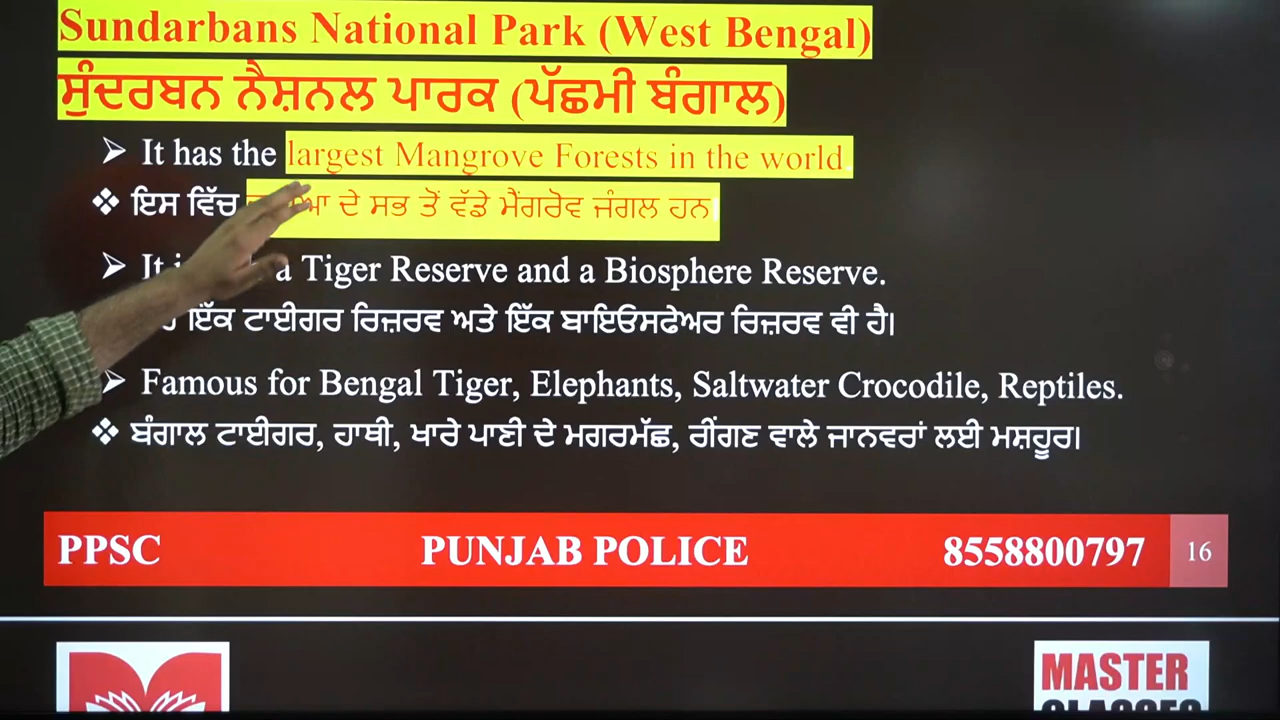 Sundarbans National Park (West Bengal)
ਸੁੰਦਰਬਨ ਨੈਸ਼ਨਲ ਪਾਰਕ (ਪੱਛਮੀ ਬੰਗਾਲ)
➢ It has the largest Mangrove Forests in the world.
❖ ਇਸ ਵਿੱਚ ਦੇ ਸਭ ਤੋਂ ਵੱਡੇ ਮੈਂਗਰੋਵ ਜੰਗਲ ਹਨ।
➢ It a Tiger Reserve and a Biosphere Reserve.
ਇੱਕ ਟਾਈਗਰ ਰਿਜ਼ਰਵ ਅਤੇ ਇੱਕ ਬਾਇਓਸਫੇਅਰ ਰਿਜ਼ਰਵ ਵੀ ਹੈ।
➢ Famous for Bengal Tiger, Elephants, Saltwater Crocodile, Reptiles.
❖ ਬੰਗਾਲ ਟਾਈਗਰ, ਹਾਥੀ, ਖਾਰੇ ਪਾਣੀ ਦੇ ਮਗਰਮੱਛ, ਰੀਂਗਣ ਵਾਲੇ ਜਾਨਵਰਾਂ ਲਈ ਮਸ਼ਹੂਰ।
PPSC PUNJAB POLICE 8558800797 16
MASTER
CLASSES